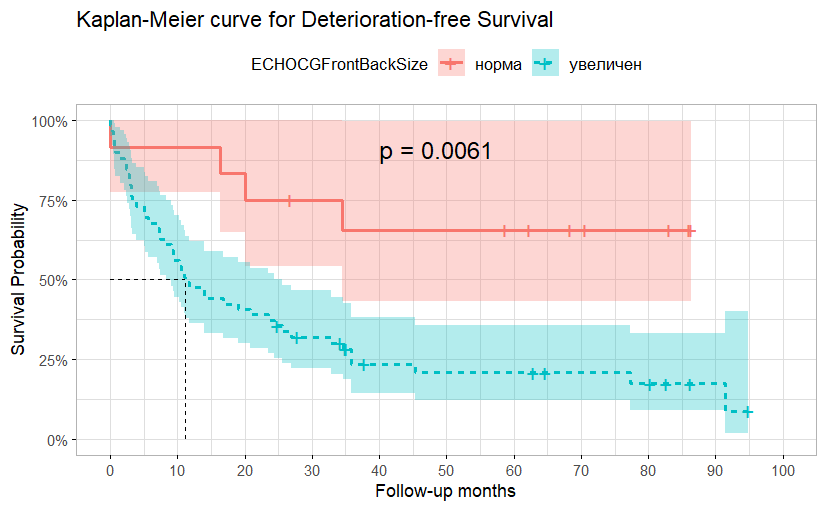 Kaplan-Meier curve for Deterioration-free Survival
ECHOCGFrontBackSize норма увеличен
100%
75%
50%
25%
0%
Survival Probability
p = 0.0061
0 10 20 30 40 50 60 70 80 90 100
Follow-up months